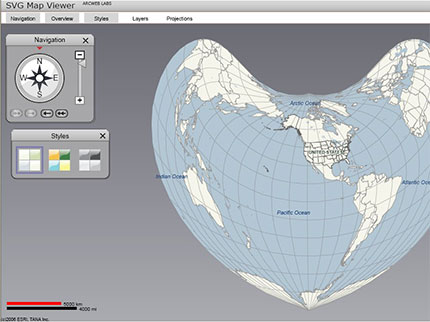 SVG Map Viewer ARCWEB LABS
Navigation Overview Styles Layers Projections
Navigation
N
W E
S
Styles
Arctic Ocean
UNITED STATES
Indian Ocean
Atlantic Ocean
Pacific Ocean
5000 km
4000 mi
(c)2006 ESRI, TANA Inc.